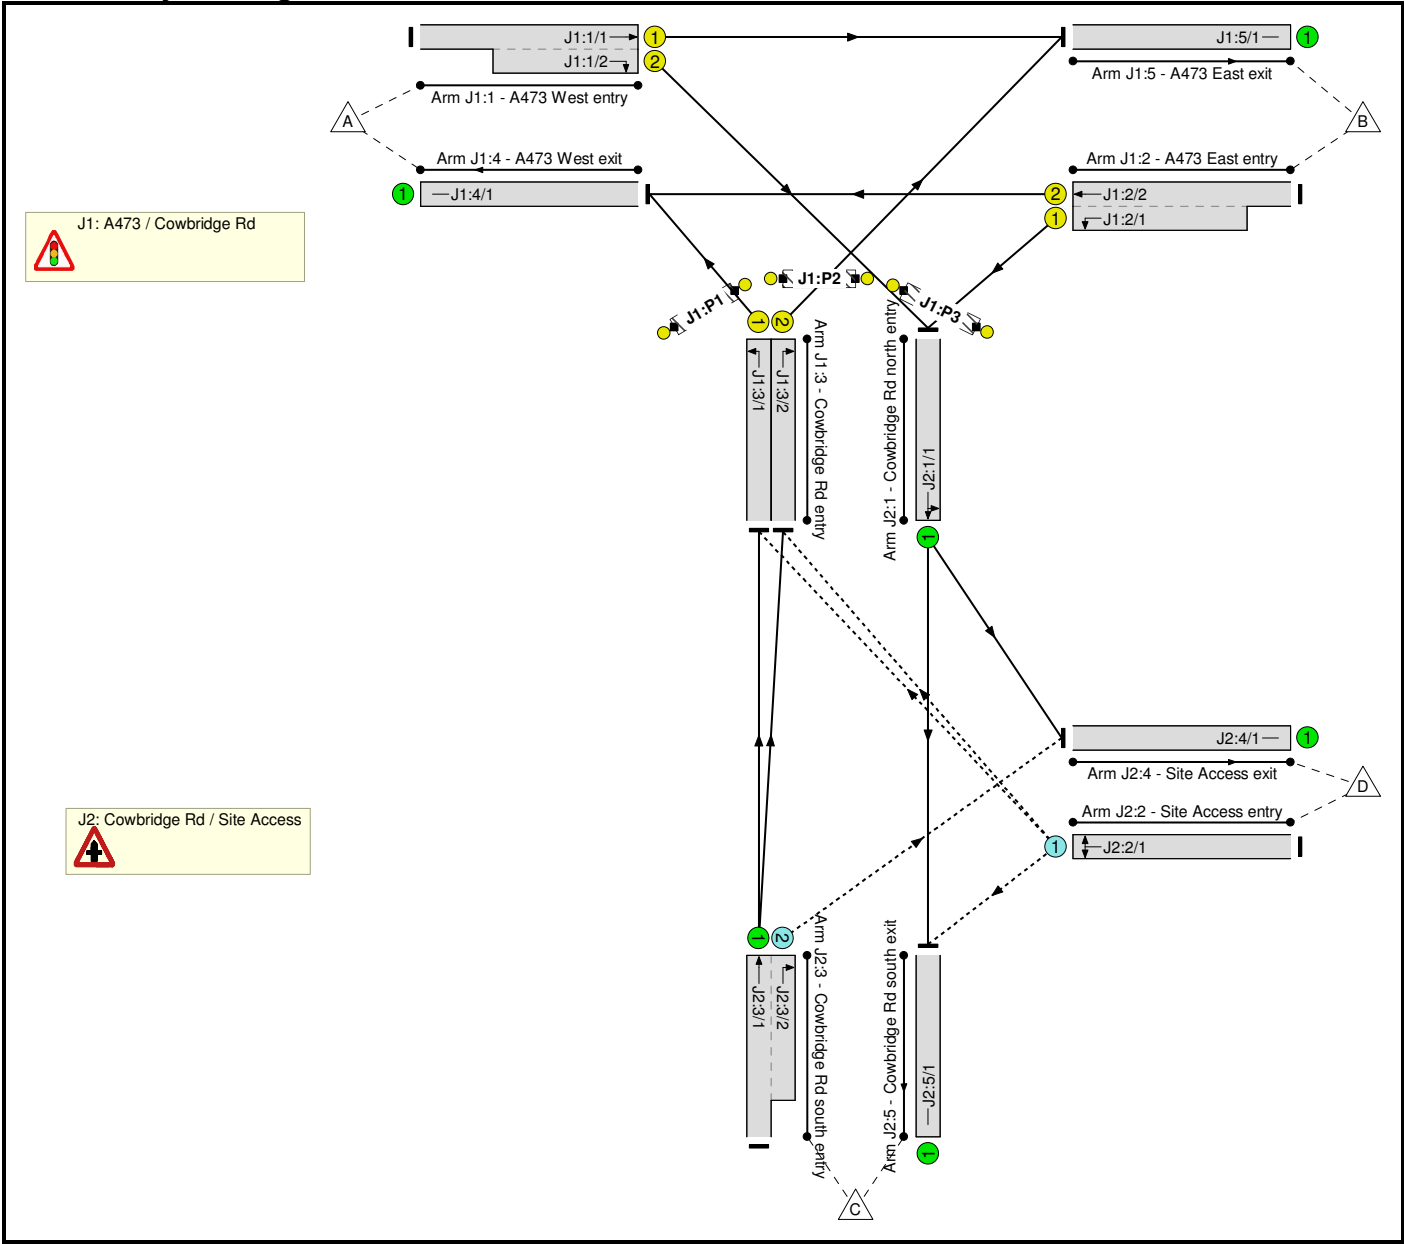 J1:1/1
1
J1:5/1
1
J1:1/2
2
Arm J1:5 - A473 East exit
Arm J1:1 - A473 West entry
A
B
Arm J1:4 - A473 West exit
Arm J1:2 - A473 East entry
1
J1:4/1
2
J1:2/2
1
J1:2/1
J1: A473 / Cowbridge Rd
J1:P1
J1:P2
J1:P3
1
2
J1:3/1
J1:3/2
Arm J1:3 - Cowbridge Rd entry
Arm J2:1 - Cowbridge Rd north entry
J2:1/1
1
J2:4/1
1
Arm J2:4 - Site Access exit
D
Arm J2:2 - Site Access entry
1
J2:2/1
J2: Cowbridge Rd / Site Access
1
2
J2:3/1
J2:3/2
Arm J2:3 - Cowbridge Rd south entry
Arm J2:5 - Cowbridge Rd south exit
J2:5/1
1
C